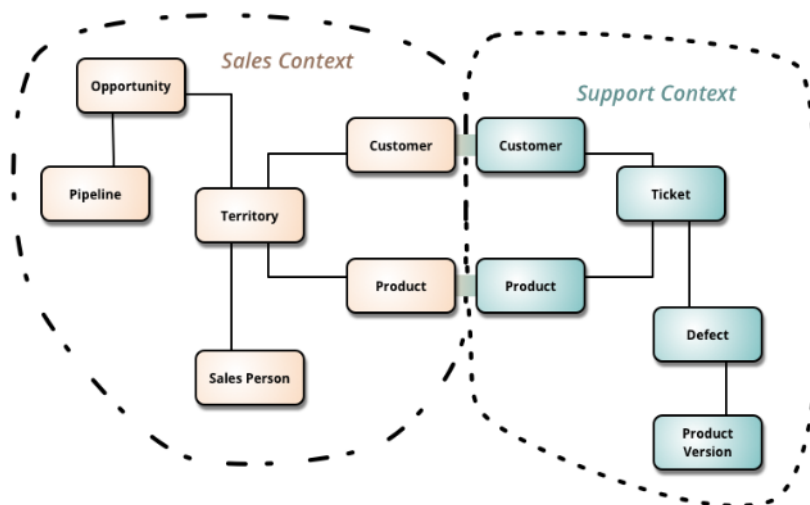 Sales Context
Support Context
Opportunity
Customer
Customer
Pipeline
Ticket
Territory
Product
Product
Defect
Sales Person
Product
Version